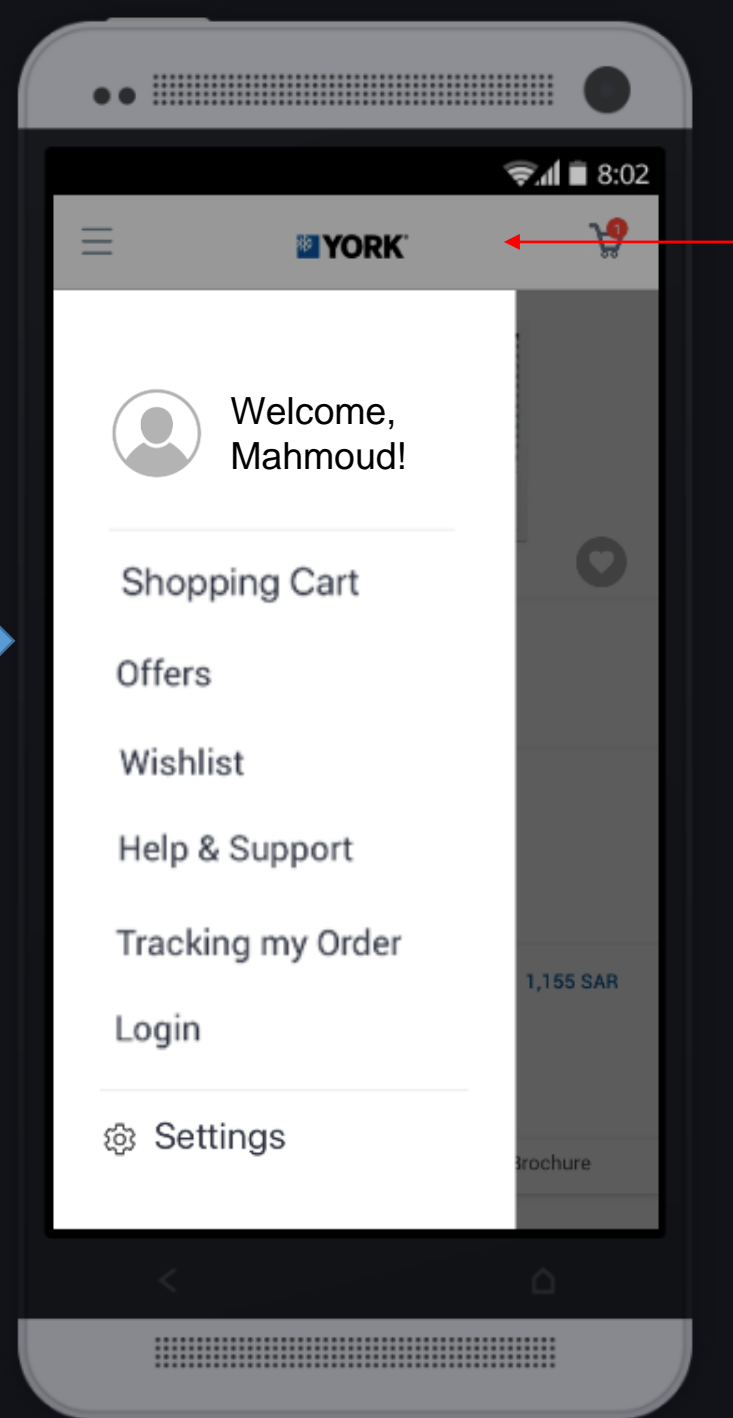 8:02
YORK
1
Welcome,
Mahmoud!
Shopping Cart
Offers
Wishlist
Help & Support
Tracking my Order
1,155 SAR
Login
Settings
Brochure